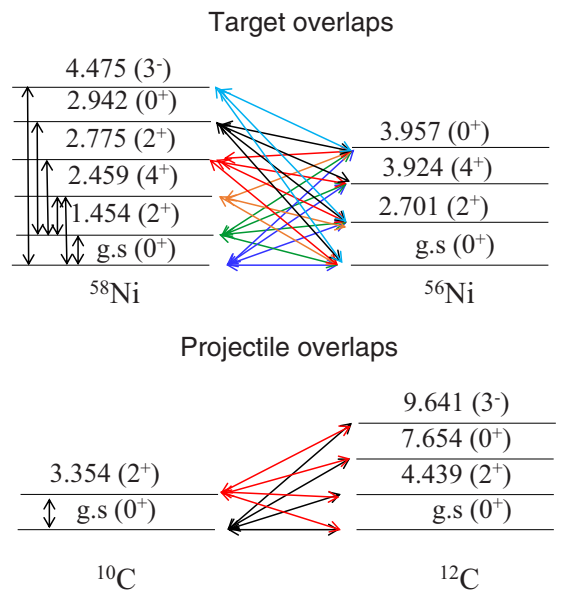 Target overlaps
4.475 (3⁻)
2.942 (0⁺)
2.775 (2⁺)
2.459 (4⁺)
1.454 (2⁺)
g.s (0⁺)
⁵⁸Ni
3.957 (0⁺)
3.924 (4⁺)
2.701 (2⁺)
g.s (0⁺)
⁵⁶Ni
Projectile overlaps
3.354 (2⁺)
g.s (0⁺)
¹⁰C
9.641 (3⁻)
7.654 (0⁺)
4.439 (2⁺)
g.s (0⁺)
¹²C